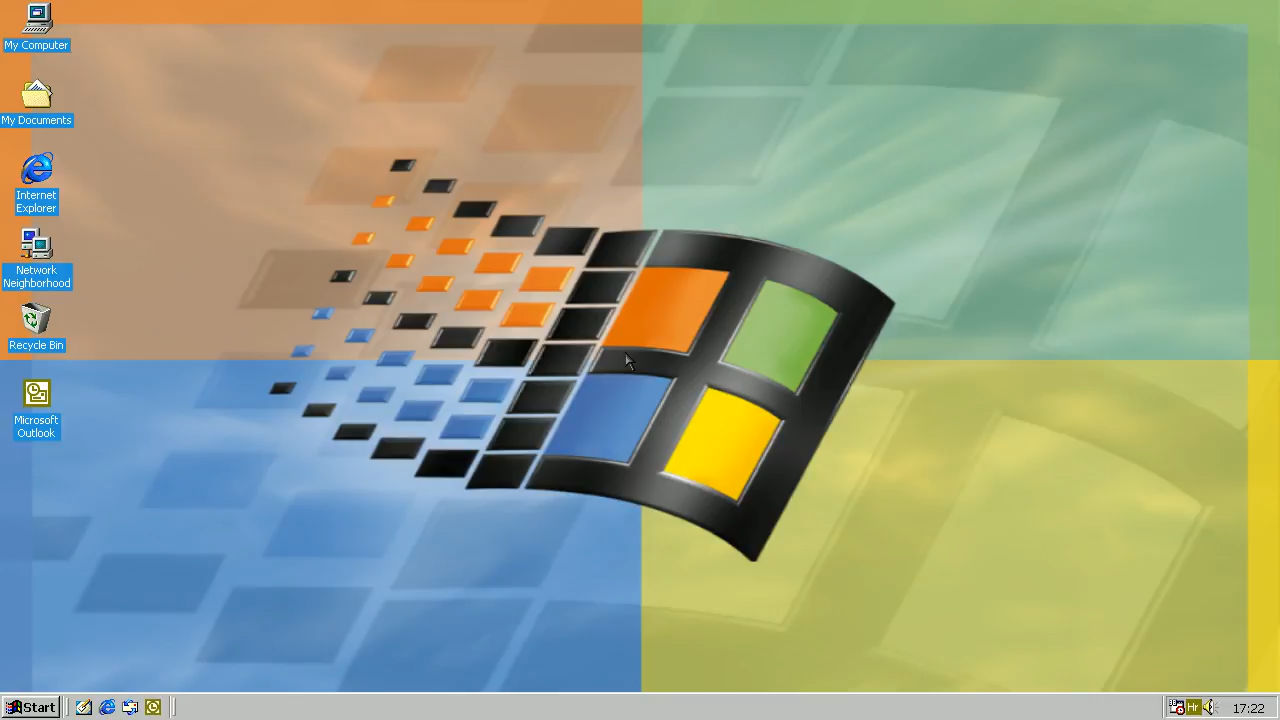 My Computer
My Documents
Internet
Explorer
Network
Neighborhood
Recycle Bin
Microsoft
Outlook
Start
Hr
17:22